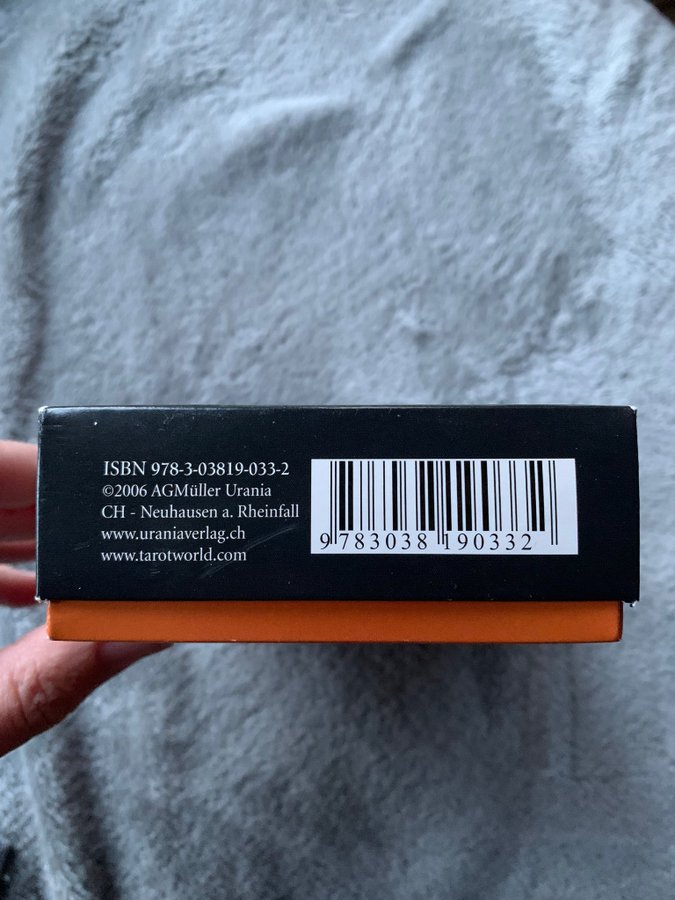 ISBN 978-3-03819-033-2
©2006 AGMüller Urania
CH - Neuhausen a. Rheinfall
www.uraniaverlag.ch
www.tarotworld.com
9 783038 190332